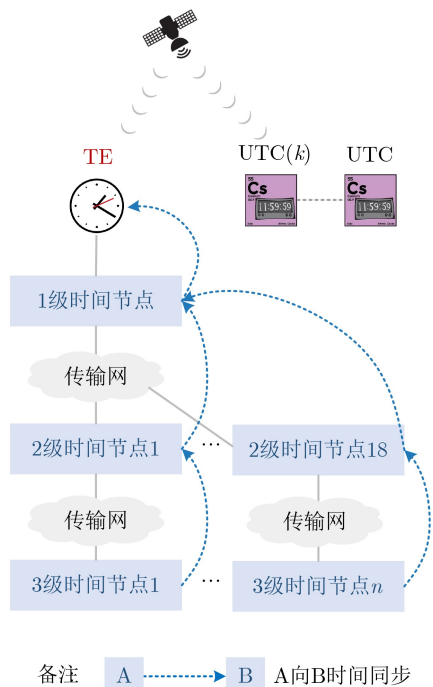 TE
UTC(k)
UTC
55
Cs
11:59:59
55
Cs
11:59:59
1级时间节点
传输网
2级时间节点1
...
2级时间节点18
传输网
传输网
3级时间节点1
...
3级时间节点n
备注
A
B
A向B时间同步